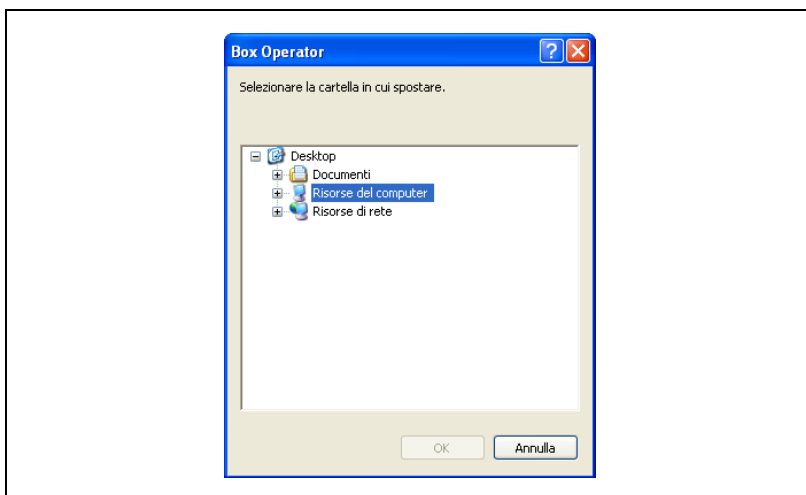 Box Operator
Selezionare la cartella in cui spostare.
Desktop
Documenti
Risorse del computer
Risorse di rete
OK
Annulla